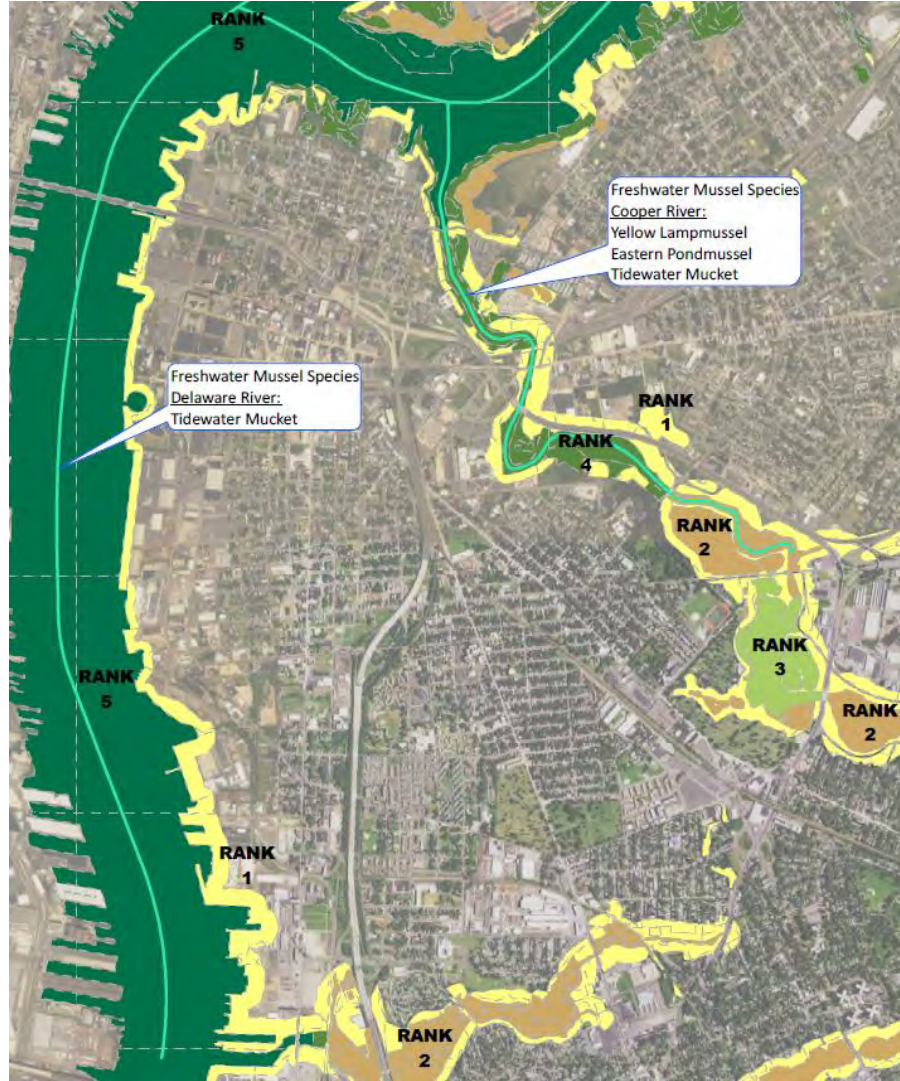 RANK
5
Freshwater Mussel Species
Cooper River:
Yellow Lampmussel
Eastern Pondmussel
Tidewater Mucket
Freshwater Mussel Species
Delaware River:
Tidewater Mucket
RANK
1
RANK
4
RANK
2
RANK
3
RANK
5
RANK
2
RANK
1
RANK
2